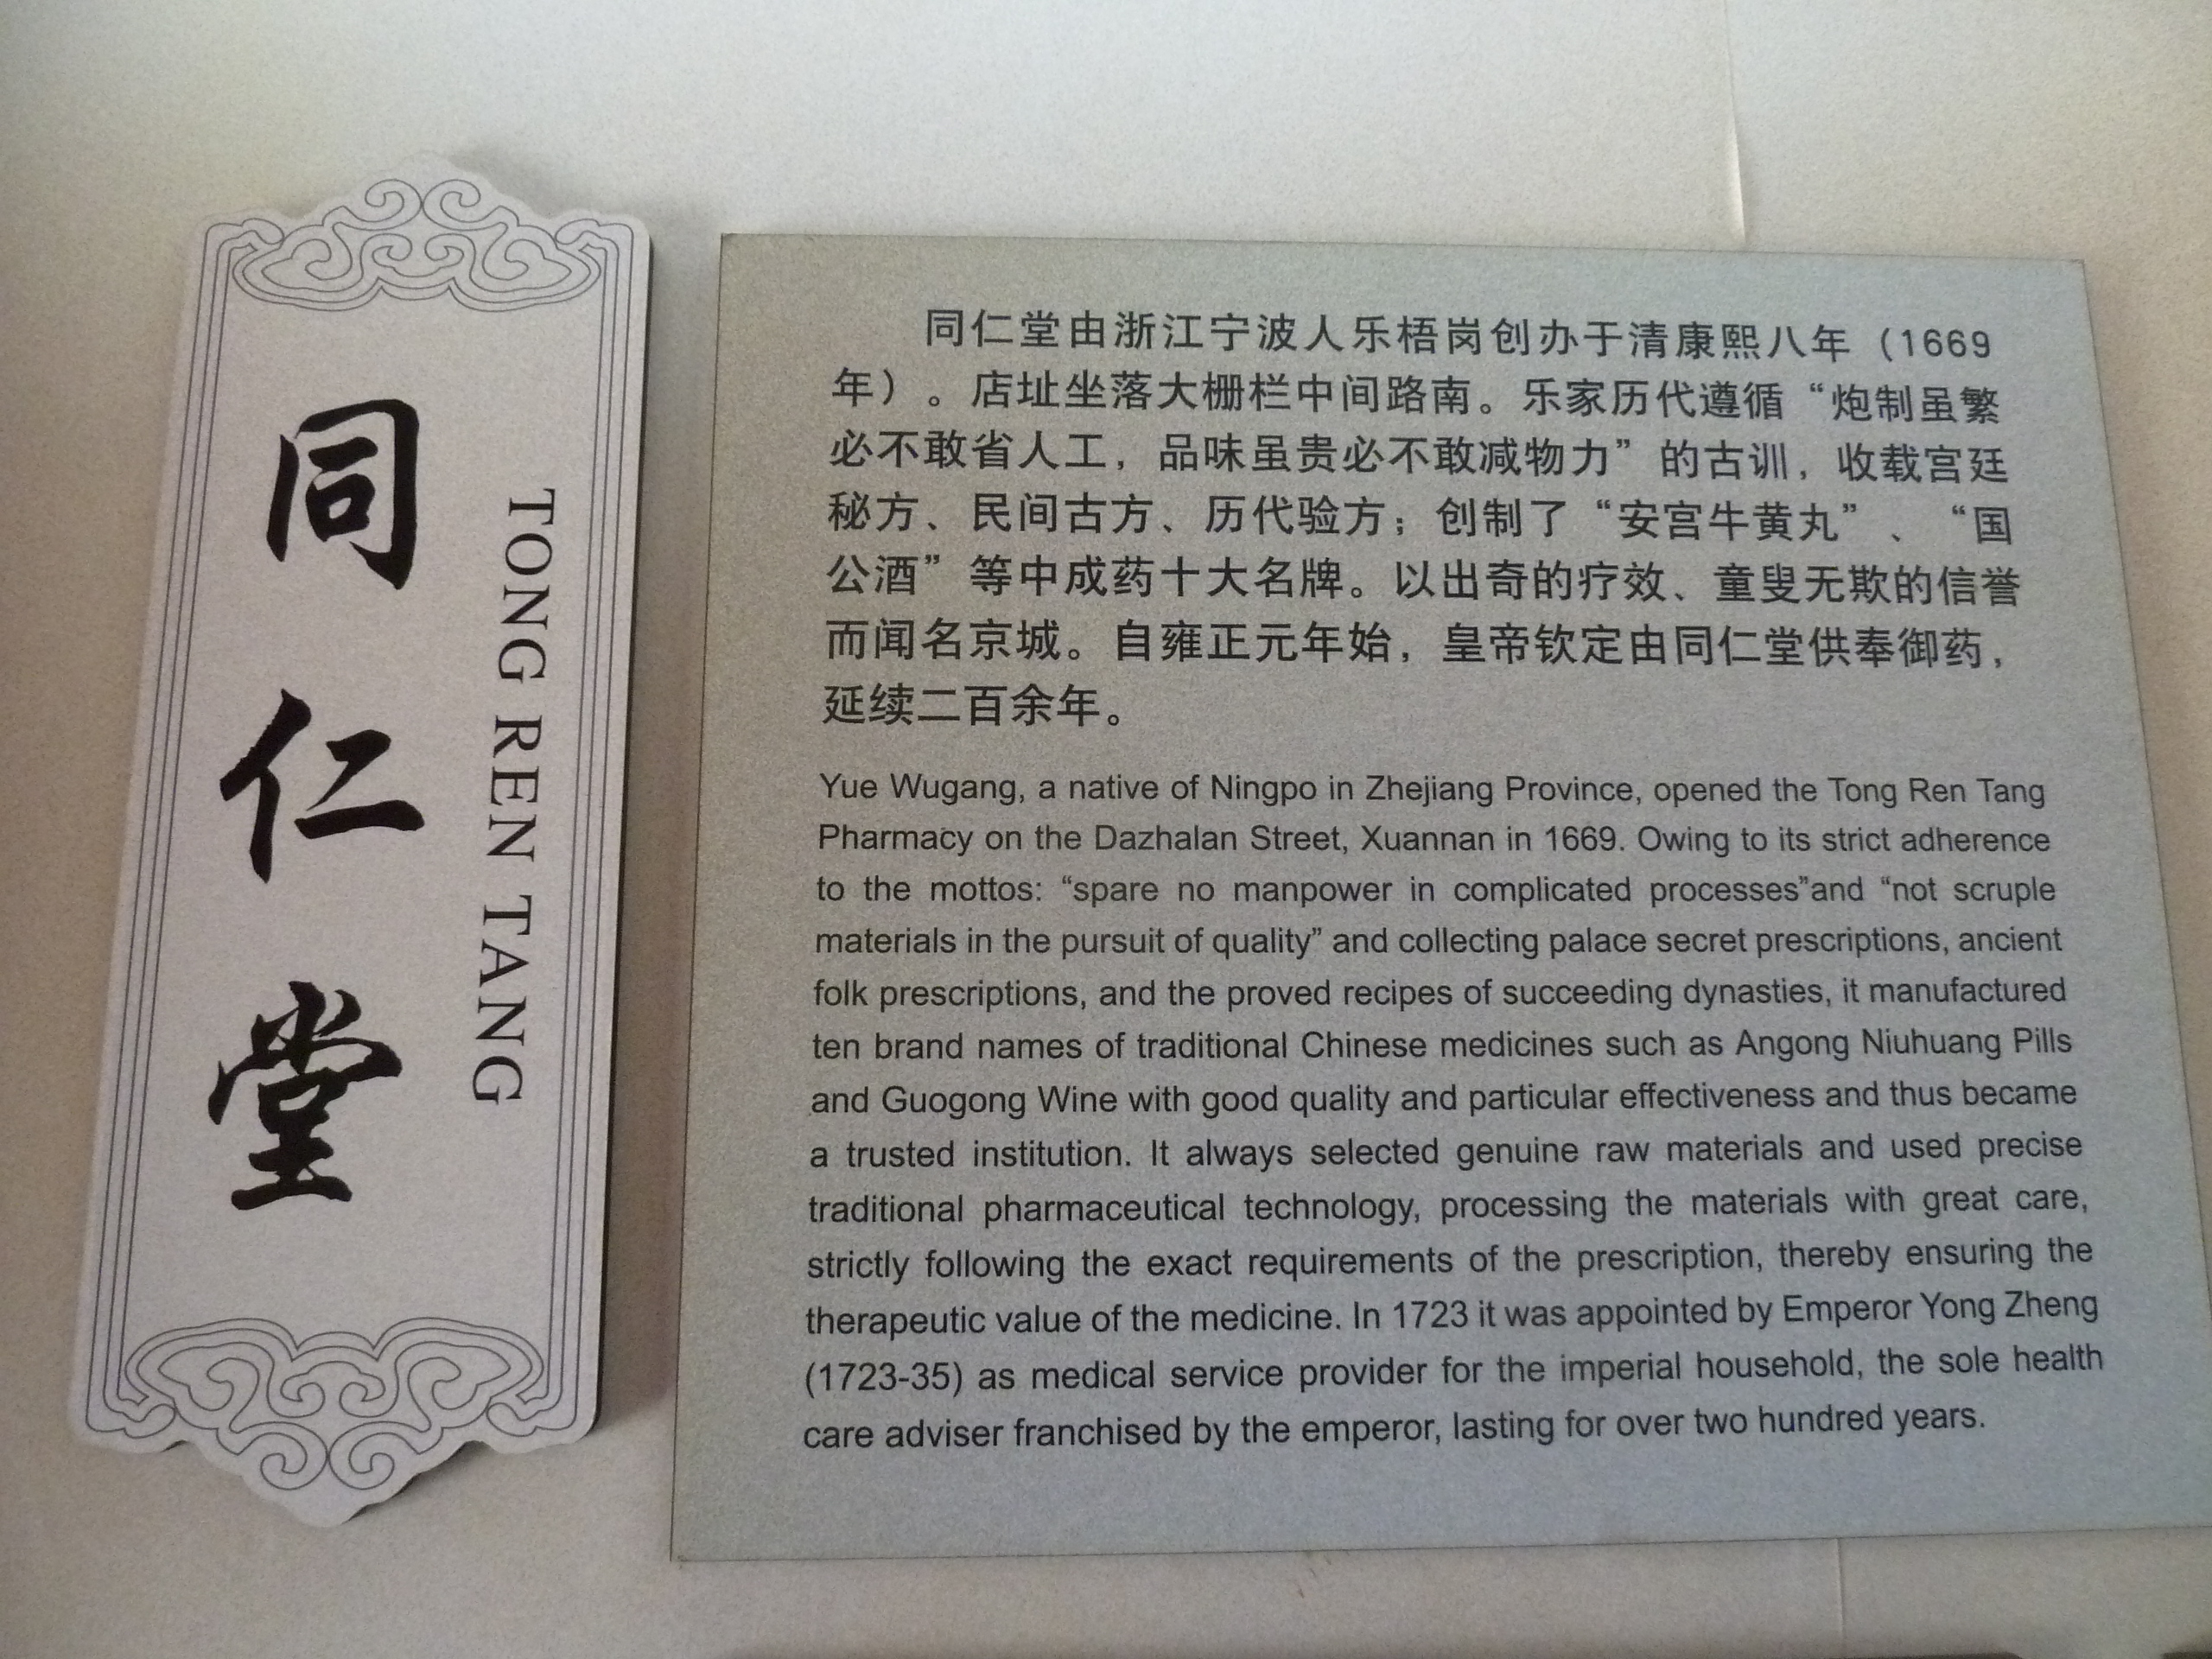 同仁堂
TONG REN TANG
同仁堂由浙江宁波人乐梧岗创办于清康熙八年（1669
年）。店址坐落大栅栏中间路南。乐家历代遵循“炮制虽繁
必不敢省人工，品味虽贵必不敢减物力”的古训，收载宫廷
秘方、民间古方、历代验方；创制了“安宫牛黄丸”、“国
公酒”等中成药十大名牌。以出奇的疗效、童叟无欺的信誉
而闻名京城。自雍正元年始，皇帝钦定由同仁堂供奉御药，
延续二百余年。
Yue Wugang, a native of Ningpo in Zhejiang Province, opened the Tong Ren Tang
Pharmacy on the Dazhalan Street, Xuannan in 1669. Owing to its strict adherence
to the mottos: “spare no manpower in complicated processes”and “not scruple
materials in the pursuit of quality” and collecting palace secret prescriptions, ancient
folk prescriptions, and the proved recipes of succeeding dynasties, it manufactured
ten brand names of traditional Chinese medicines such as Angong Niuhuang Pills
and Guogong Wine with good quality and particular effectiveness and thus became
a trusted institution. It always selected genuine raw materials and used precise
traditional pharmaceutical technology, processing the materials with great care,
strictly following the exact requirements of the prescription, thereby ensuring the
therapeutic value of the medicine. In 1723 it was appointed by Emperor Yong Zheng
(1723-35) as medical service provider for the imperial household, the sole health
care adviser franchised by the emperor, lasting for over two hundred years.